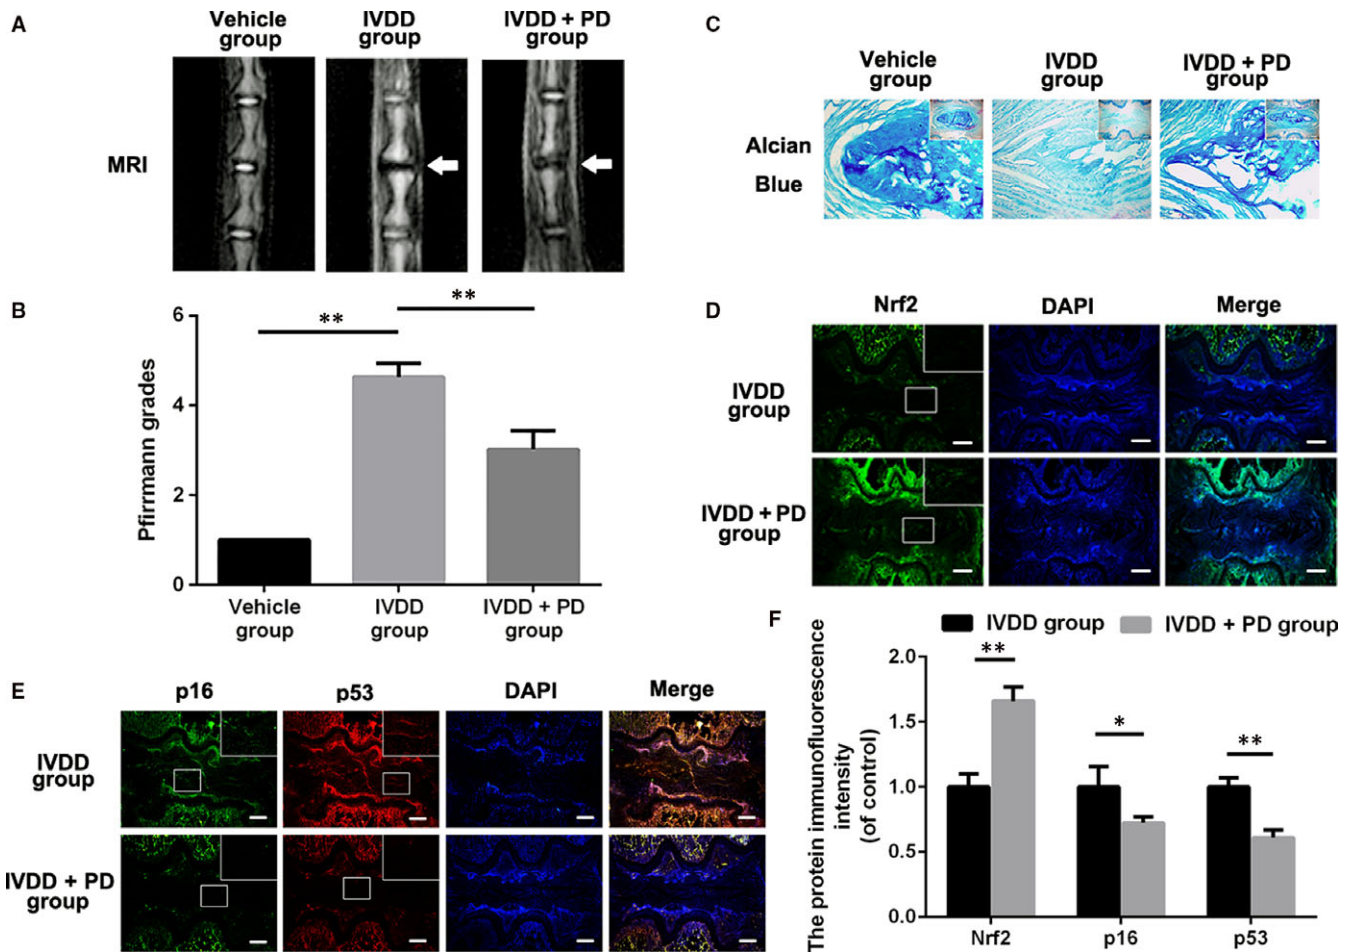 A
Vehicle group
IVDD group
IVDD + PD group
MRI
B
**
**
6
4
2
0
Pfirrmann grades
Vehicle group
IVDD group
IVDD + PD group
C
Vehicle group
IVDD group
IVDD + PD group
Alcian
Blue
D
Nrf2
DAPI
Merge
IVDD group
IVDD + PD group
E
p16
p53
DAPI
Merge
IVDD group
IVDD + PD group
F
IVDD group
IVDD + PD group
The protein immunofluorescence
intensity
(of control)
2.0
1.5
1.0
0.5
0.0
**
*
**
Nrf2
p16
p53